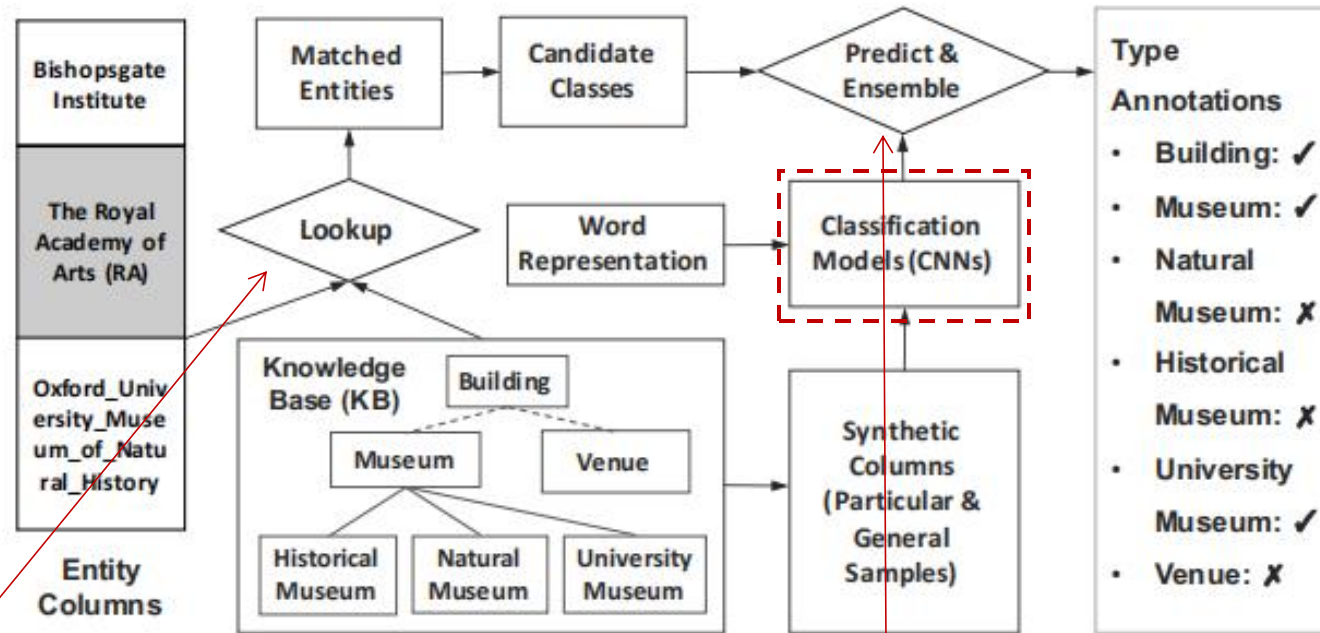 Bishopsgate
Institute
The Royal
Academy of
Arts (RA)
Oxford_Univ
ersity_Muse
um_of_Natu
ral_History
Entity
Columns
Matched
Entities
Candidate
Classes
Predict &
Ensemble
Lookup
Word
Representation
Classification
Models (CNNs)
Knowledge
Base (KB)
Building
Museum
Venue
Historical
Museum
Natural
Museum
University
Museum
Synthetic
Columns
(Particular &
General
Samples)
Type
Annotations
• Building: ✓
• Museum: ✓
• Natural
Museum: ✗
• Historical
Museum: ✗
• University
Museum: ✓
• Venue: ✗